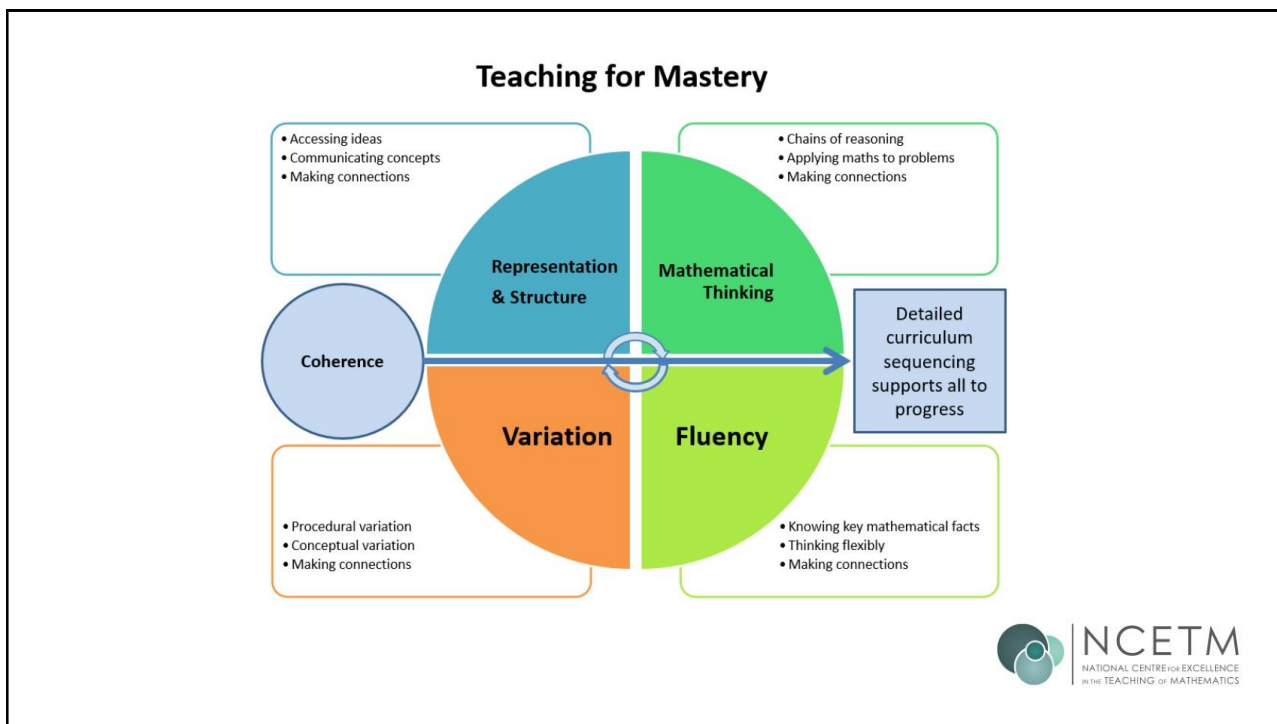 Teaching for Mastery
• Accessing ideas
• Communicating concepts
• Making connections
• Chains of reasoning
• Applying maths to problems
• Making connections
Representation
& Structure
Mathematical
Thinking
Coherence
Detailed
curriculum
sequencing
supports all to
progress
Variation
Fluency
• Procedural variation
• Conceptual variation
• Making connections
• Knowing key mathematical facts
• Thinking flexibly
• Making connections
NCETM
NATIONAL CENTRE FOR EXCELLENCE
IN THE TEACHING OF MATHEMATICS